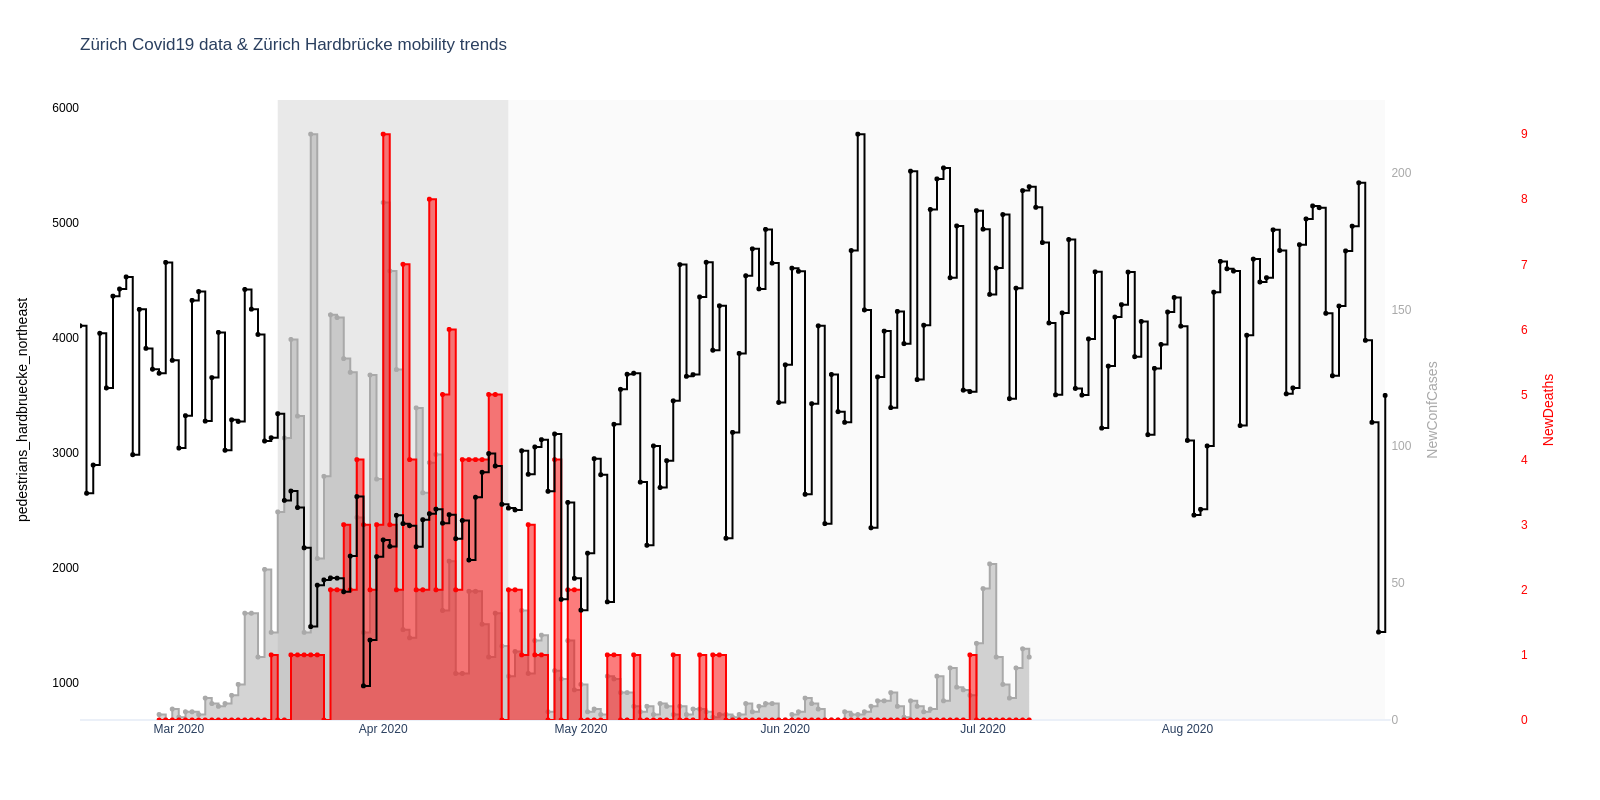 Zürich Covid19 data & Zürich Hardbrücke mobility trends
6000
5000
4000
3000
2000
1000
pedestrians_hardbruecke_northeast
200
150
100
50
0
NewConfCases
9
8
7
6
5
4
3
2
1
0
NewDeaths
Mar 2020
Apr 2020
May 2020
Jun 2020
Jul 2020
Aug 2020